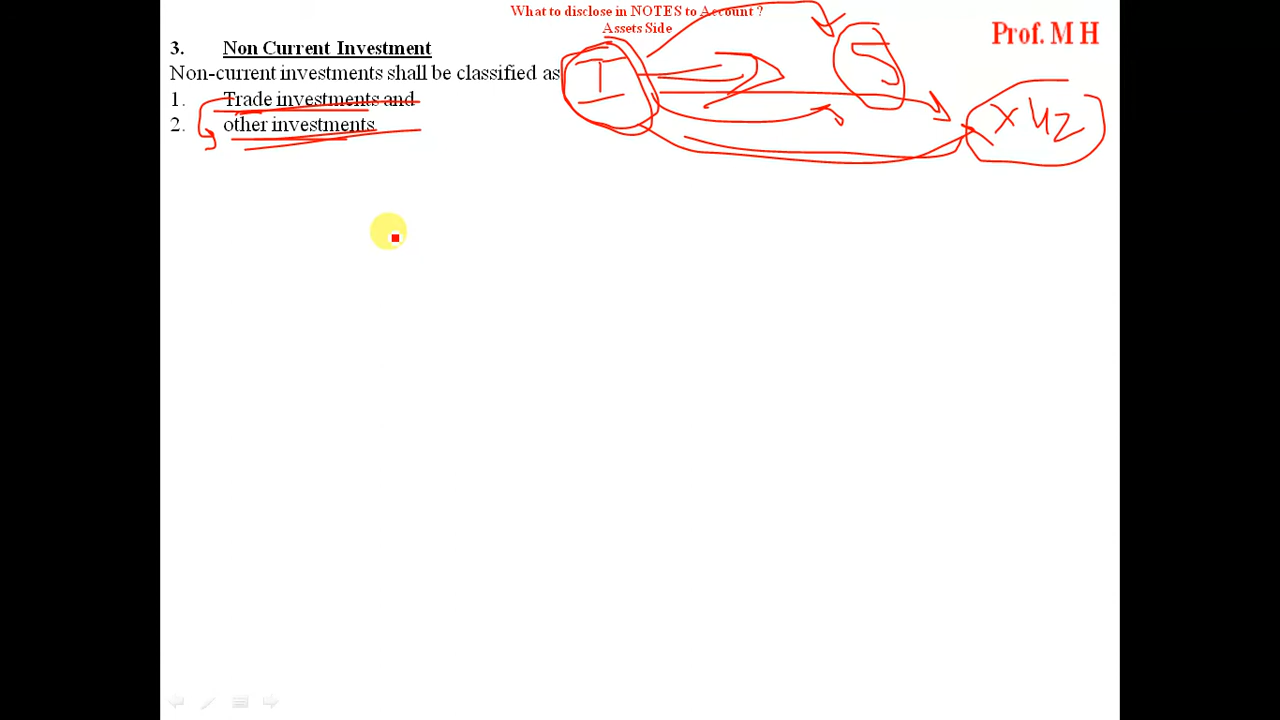 What to disclose in NOTES to Account ?
Assets Side
Prof. M H
3. Non Current Investment
Non-current investments shall be classified as
1. Trade investments and
2. other investments
I
XYZ